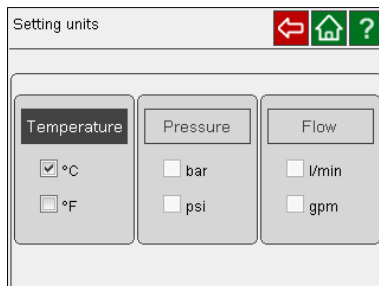 Setting units
?
Temperature
°C
°F
Pressure
bar
psi
Flow
l/min
gpm